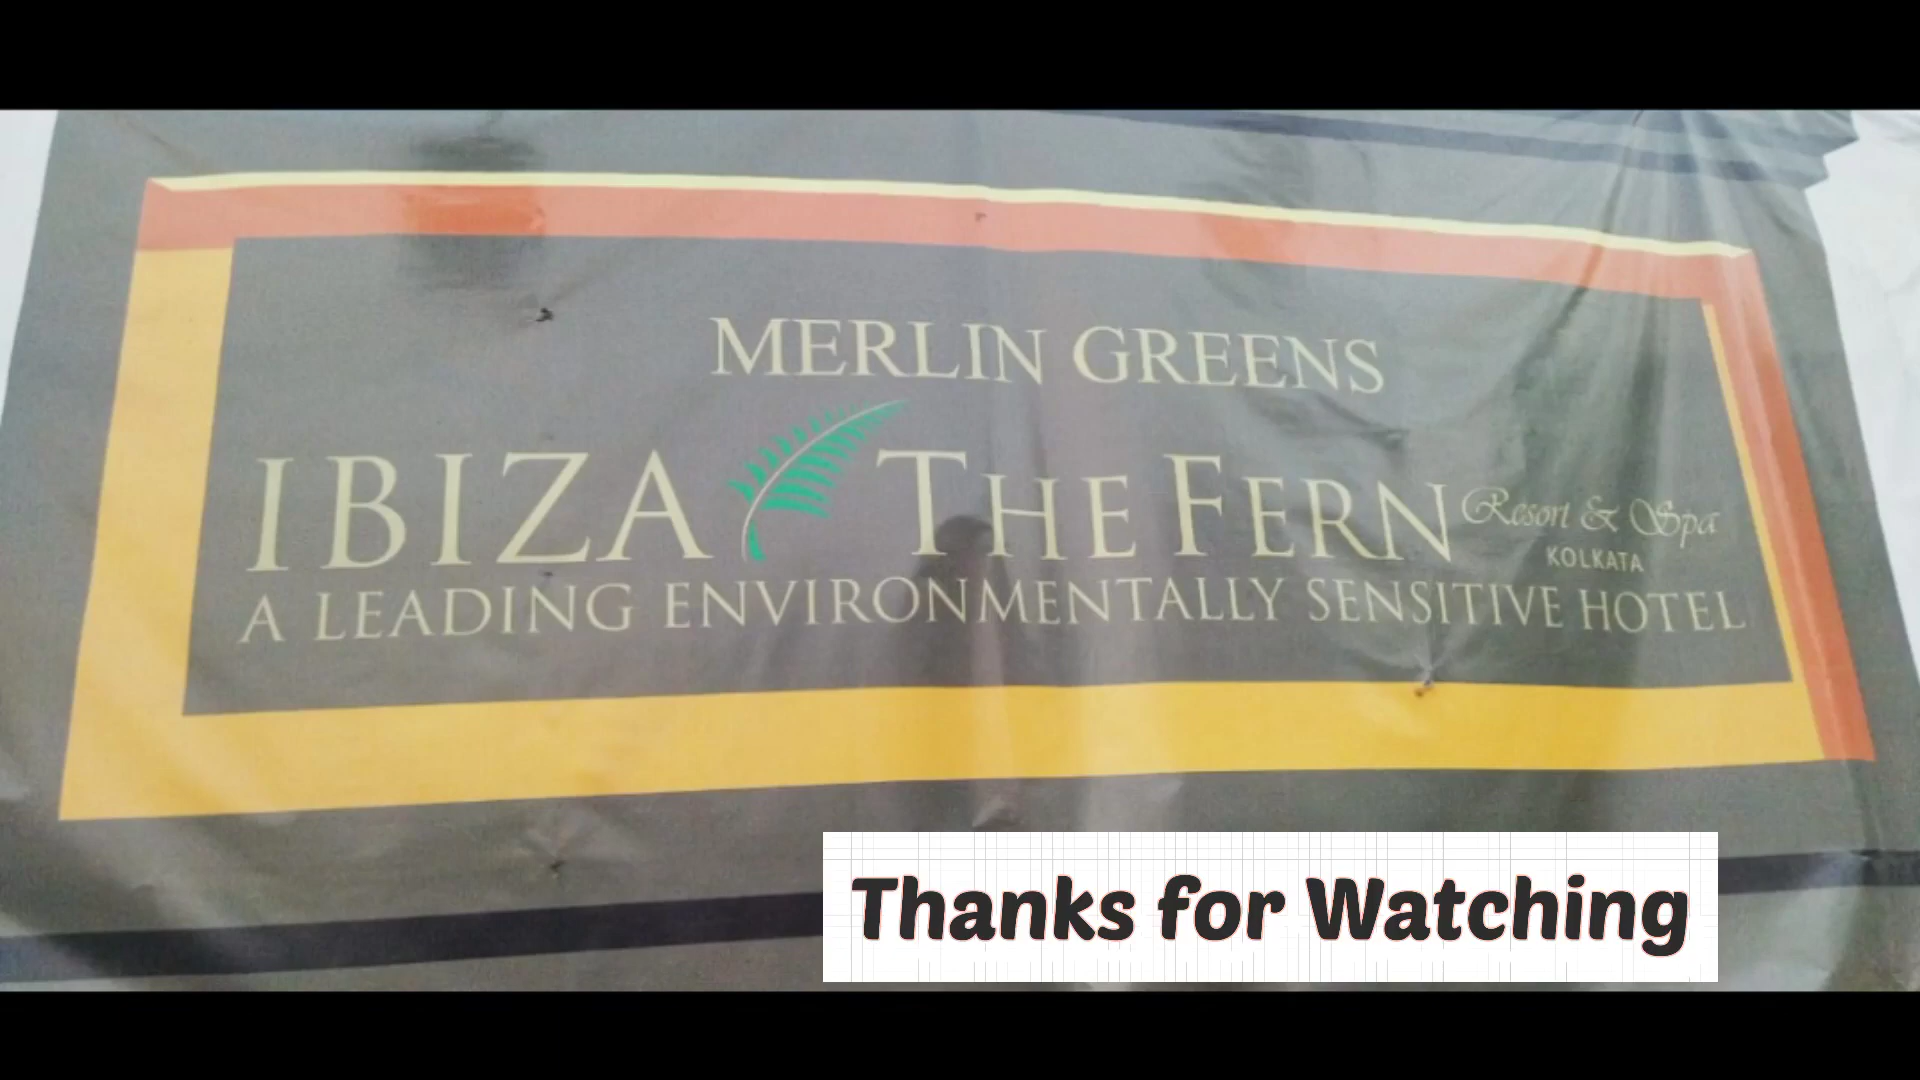 MERLIN GREENS
IBIZA THE FERN Resort & Spa
KOLKATA
A LEADING ENVIRONMENTALLY SENSITIVE HOTEL
Thanks for Watching